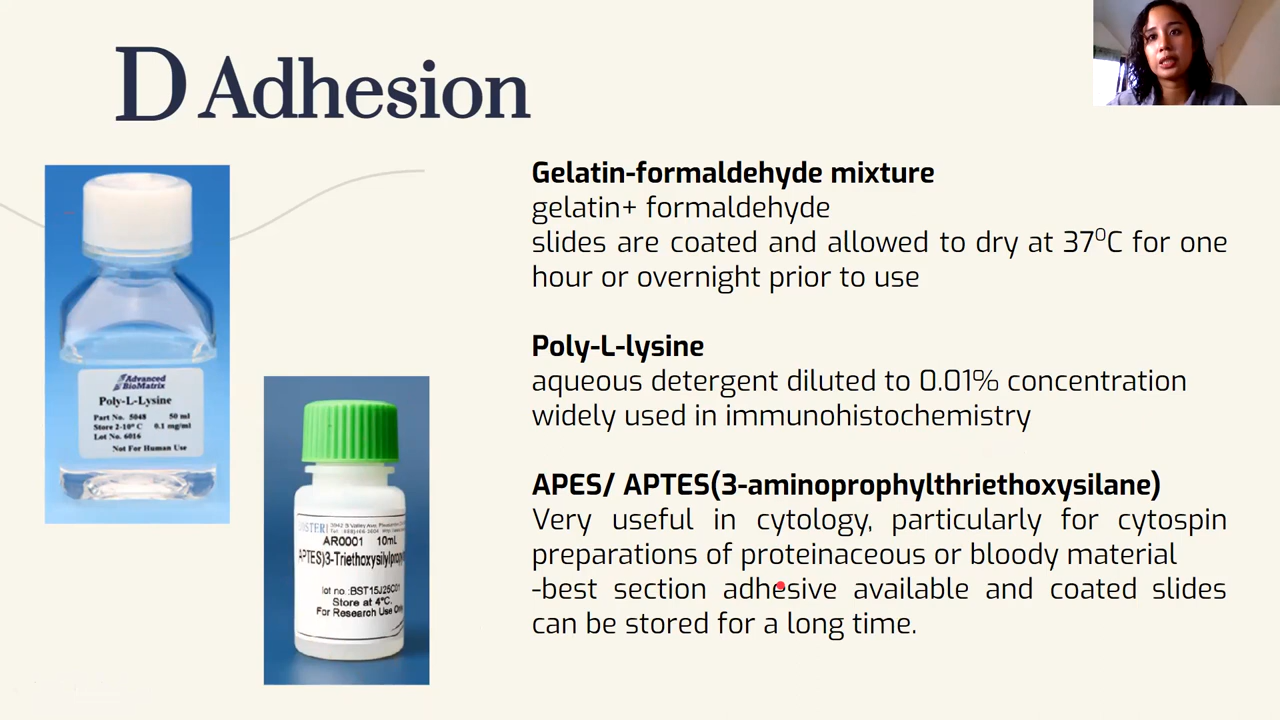 D Adhesion
Gelatin-formaldehyde mixture
gelatin+ formaldehyde
slides are coated and allowed to dry at 37⁰C for one
hour or overnight prior to use
Poly-L-lysine
aqueous detergent diluted to 0.01% concentration
widely used in immunohistochemistry
APES/ APTES(3-aminoprophylthriethoxysilane)
Very useful in cytology, particularly for cytospin
preparations of proteinaceous or bloody material
-best section adhesive available and coated slides
can be stored for a long time.
Advanced
BioMatrix
Poly-L-Lysine
Part No. 5048 50 ml
Store 2-10° C 0.1 mg/ml
Lot No. 6016
Not For Human Use
AR0001 10mL
APTES)3-Triethoxysilylpropy
lot no.:BST15J26C01
Store at 4°C.
For Research Use Only